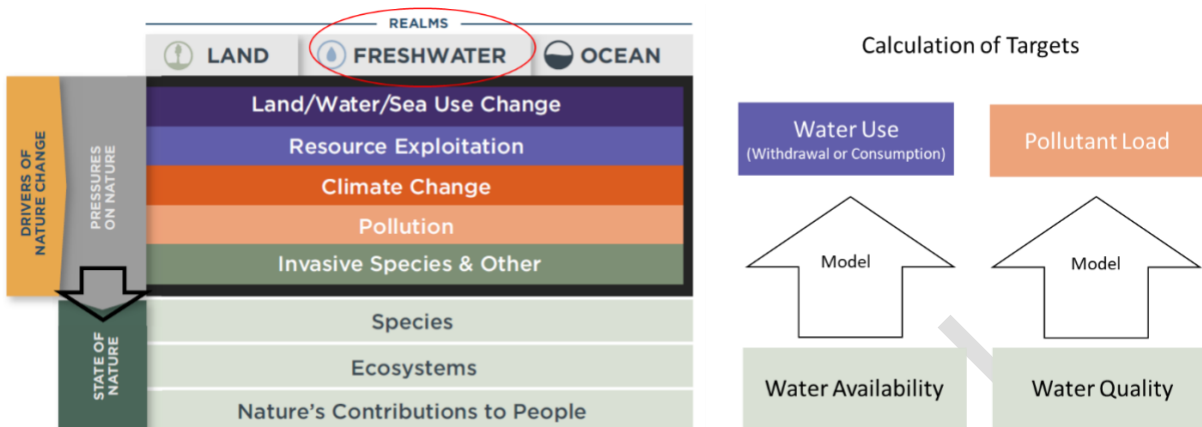 REALMS
LAND
FRESHWATER
OCEAN
DRIVERS OF
NATURE CHANGE
PRESSURES
ON NATURE
Land/Water/Sea Use Change
Resource Exploitation
Climate Change
Pollution
Invasive Species & Other
STATE OF
NATURE
Species
Ecosystems
Nature's Contributions to People
Calculation of Targets
Water Use
(Withdrawal or Consumption)
Pollutant Load
Model
Model
Water Availability
Water Quality